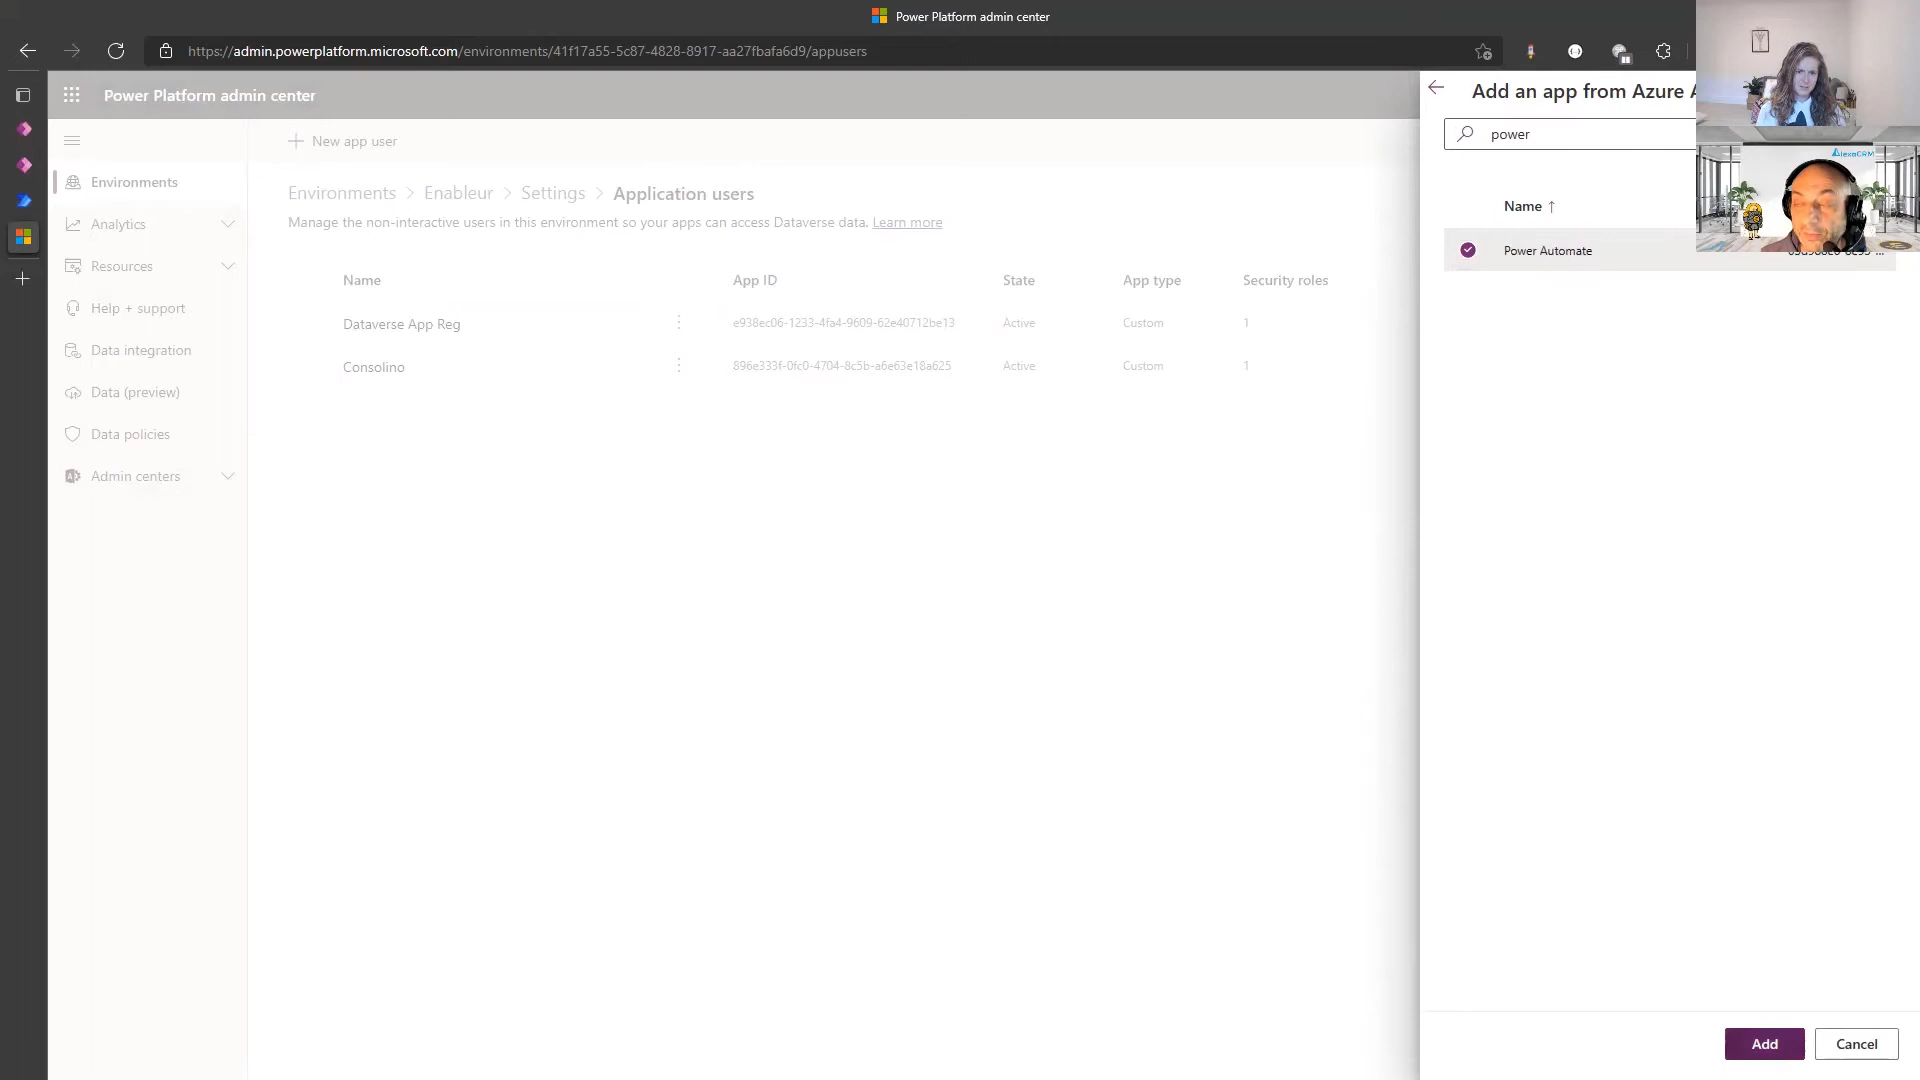 Power Platform admin center
https://admin.powerplatform.microsoft.com/environments/41f17a55-5c87-4828-8917-aa27fbafa6d9/appusers
Power Platform admin center
Environments
Analytics
Resources
Help + support
Data integration
Data (preview)
Data policies
Admin centers
New app user
Environments > Enableur > Settings > Application users
Manage the non-interactive users in this environment so your apps can access Dataverse data. Learn more
Name App ID State App type Security roles
Dataverse App Reg e938ec06-1233-4fa4-9609-62e40712be13 Active Custom 1
Consolino 896e333f-0fc0-4704-8c5b-a6e63e18a625 Active Custom 1
Add an app from Azure
power
Name ↑
Power Automate
AlexaCRM
Add
Cancel